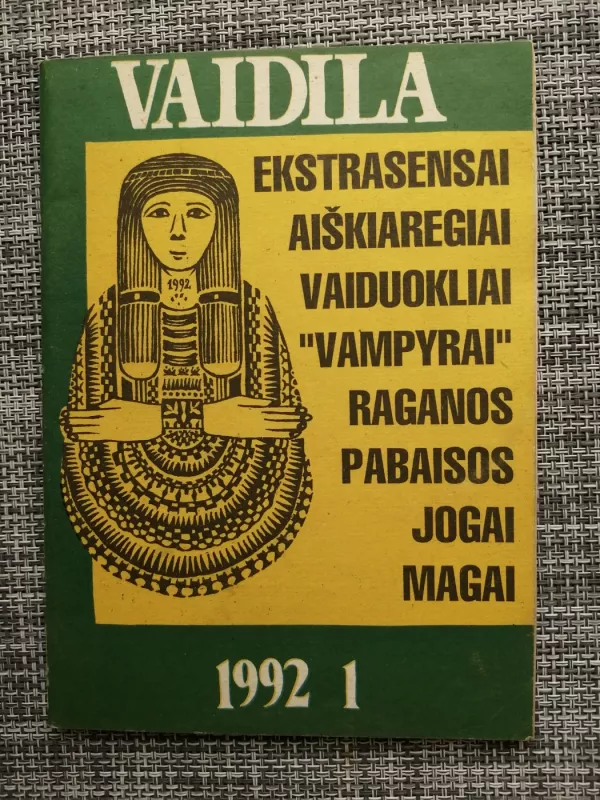 VAIDILA
EKSTRASENSAI
AIŠKIAREGIAI
VAIDUOKLIAI
"VAMPYRAI"
RAGANOS
PABAISOS
JOGAI
MAGAI
1992
1992 1